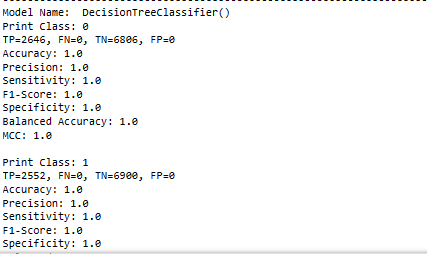 Model Name:  DecisionTreeClassifier()
Print Class: 0
TP=2646, FN=0, TN=6806, FP=0
Accuracy: 1.0
Precision: 1.0
Sensitivity: 1.0
F1-Score: 1.0
Specificity: 1.0
Balanced Accuracy: 1.0
MCC: 1.0
Print Class: 1
TP=2552, FN=0, TN=6900, FP=0
Accuracy: 1.0
Precision: 1.0
Sensitivity: 1.0
F1-Score: 1.0
Specificity: 1.0